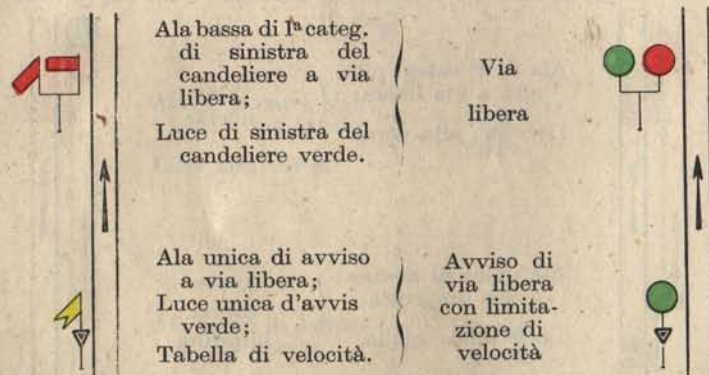 Ala bassa di Iª categ.
di sinistra del
candeliere a via
libera;
Luce di sinistra del
candeliere verde.
Via
libera
Ala unica di avviso
a via libera;
Luce unica d'avvis
verde;
Tabella di velocità.
Avviso di
via libera
con limita-
zione di
velocità